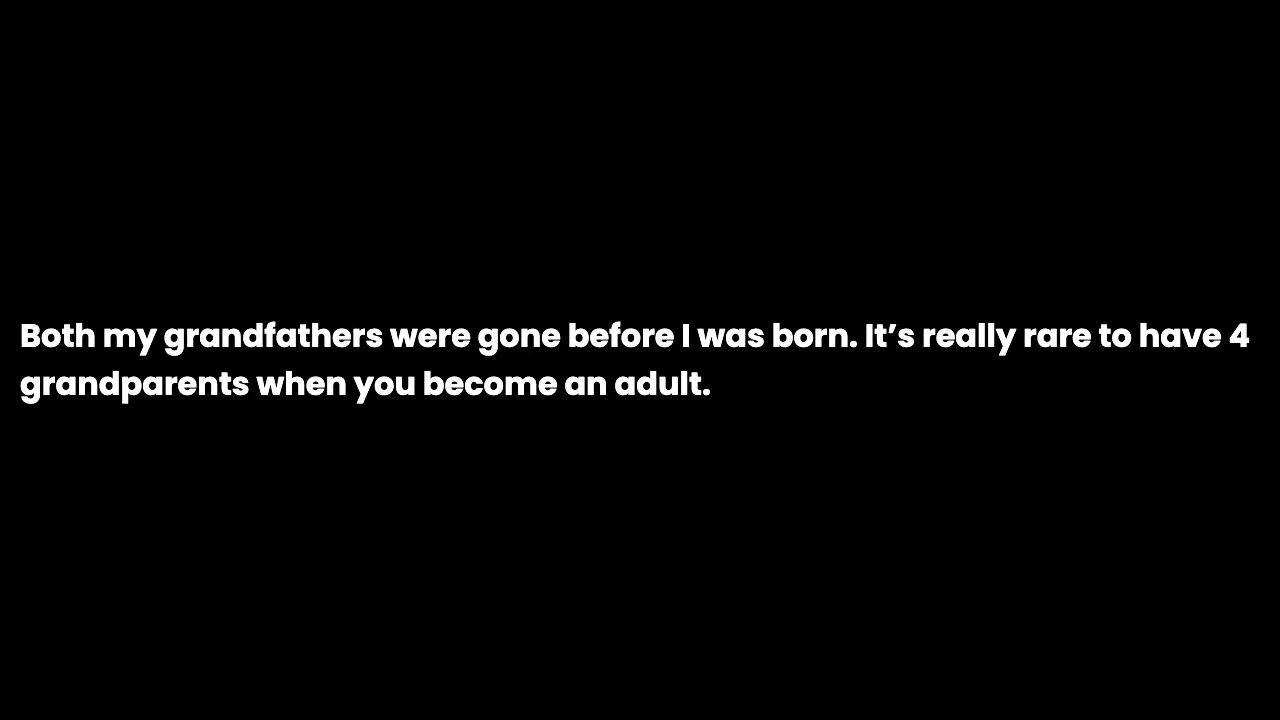 Both my grandfathers were gone before I was born. It’s really rare to have 4
grandparents when you become an adult.